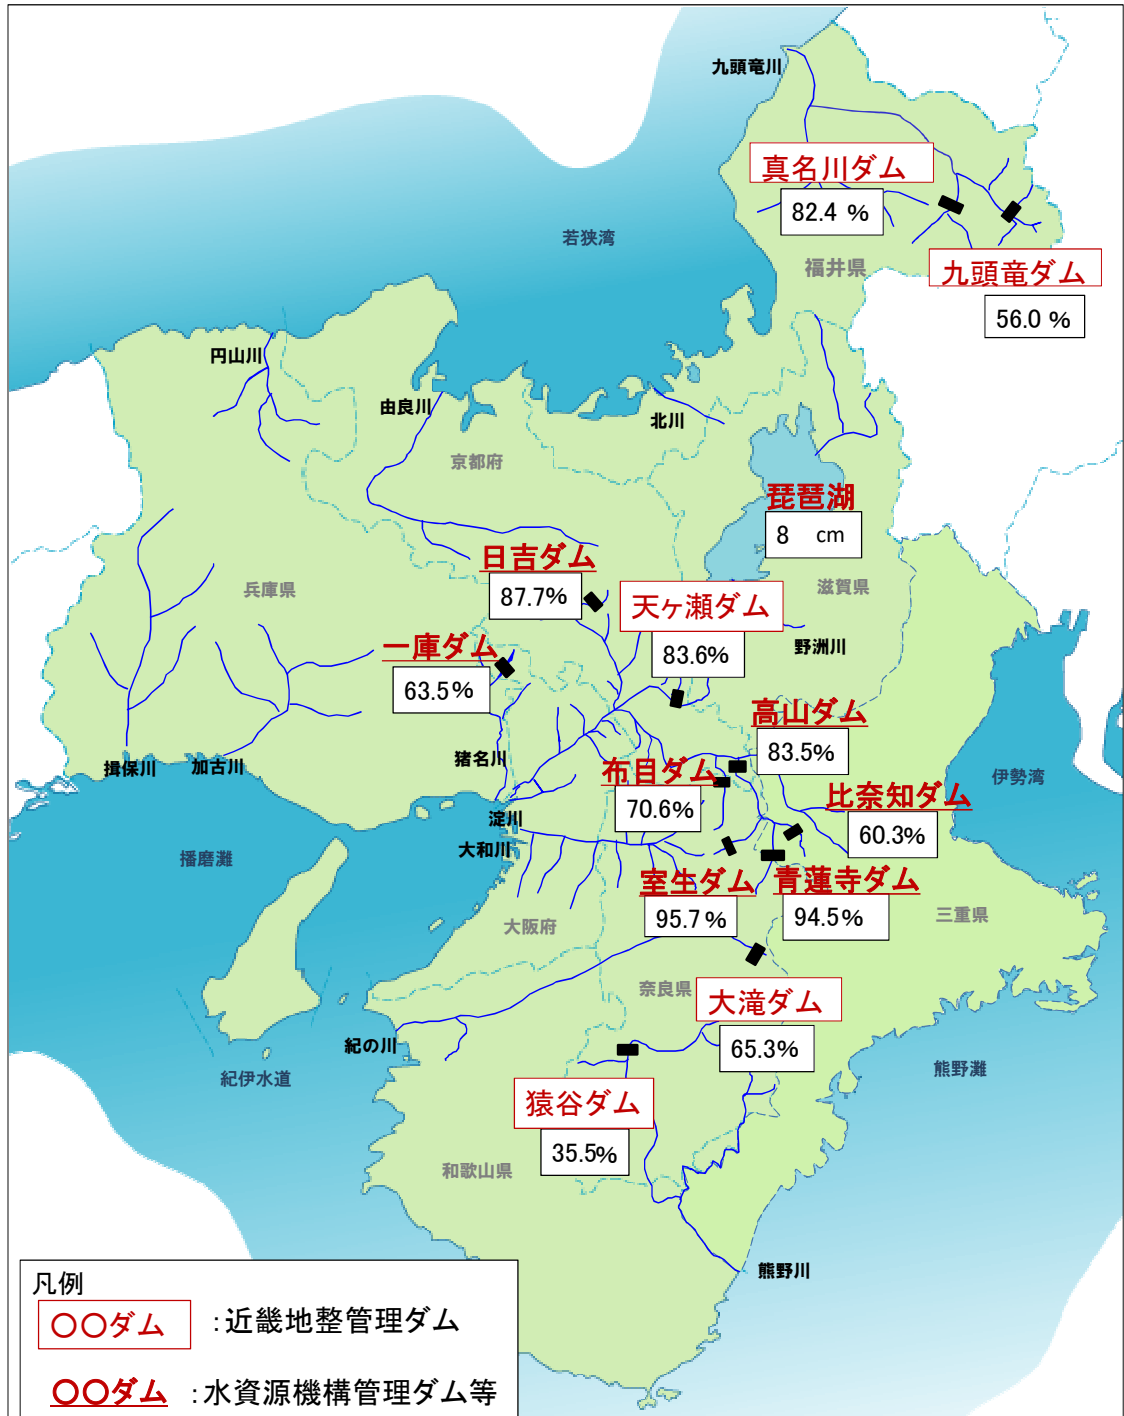 九頭竜川
真名川ダム
82.4 %
若狭湾
福井県
九頭竜ダム
56.0 %
円山川
由良川
北川
京都府
琵琶湖
8 cm
日吉ダム
87.7%
兵庫県
天ヶ瀬ダム
滋賀県
83.6%
野洲川
一庫ダム
63.5%
高山ダム
83.5%
猪名川
揖保川
加古川
布目ダム
70.6%
伊勢湾
比奈知ダム
60.3%
淀川
大和川
播磨灘
室生ダム
95.7%
青蓮寺ダム
94.5%
大阪府
三重県
奈良県
大滝ダム
65.3%
紀の川
紀伊水道
熊野灘
猿谷ダム
35.5%
和歌山県
熊野川
凡例
〇〇ダム :近畿地整管理ダム
〇〇ダム :水資源機構管理ダム等